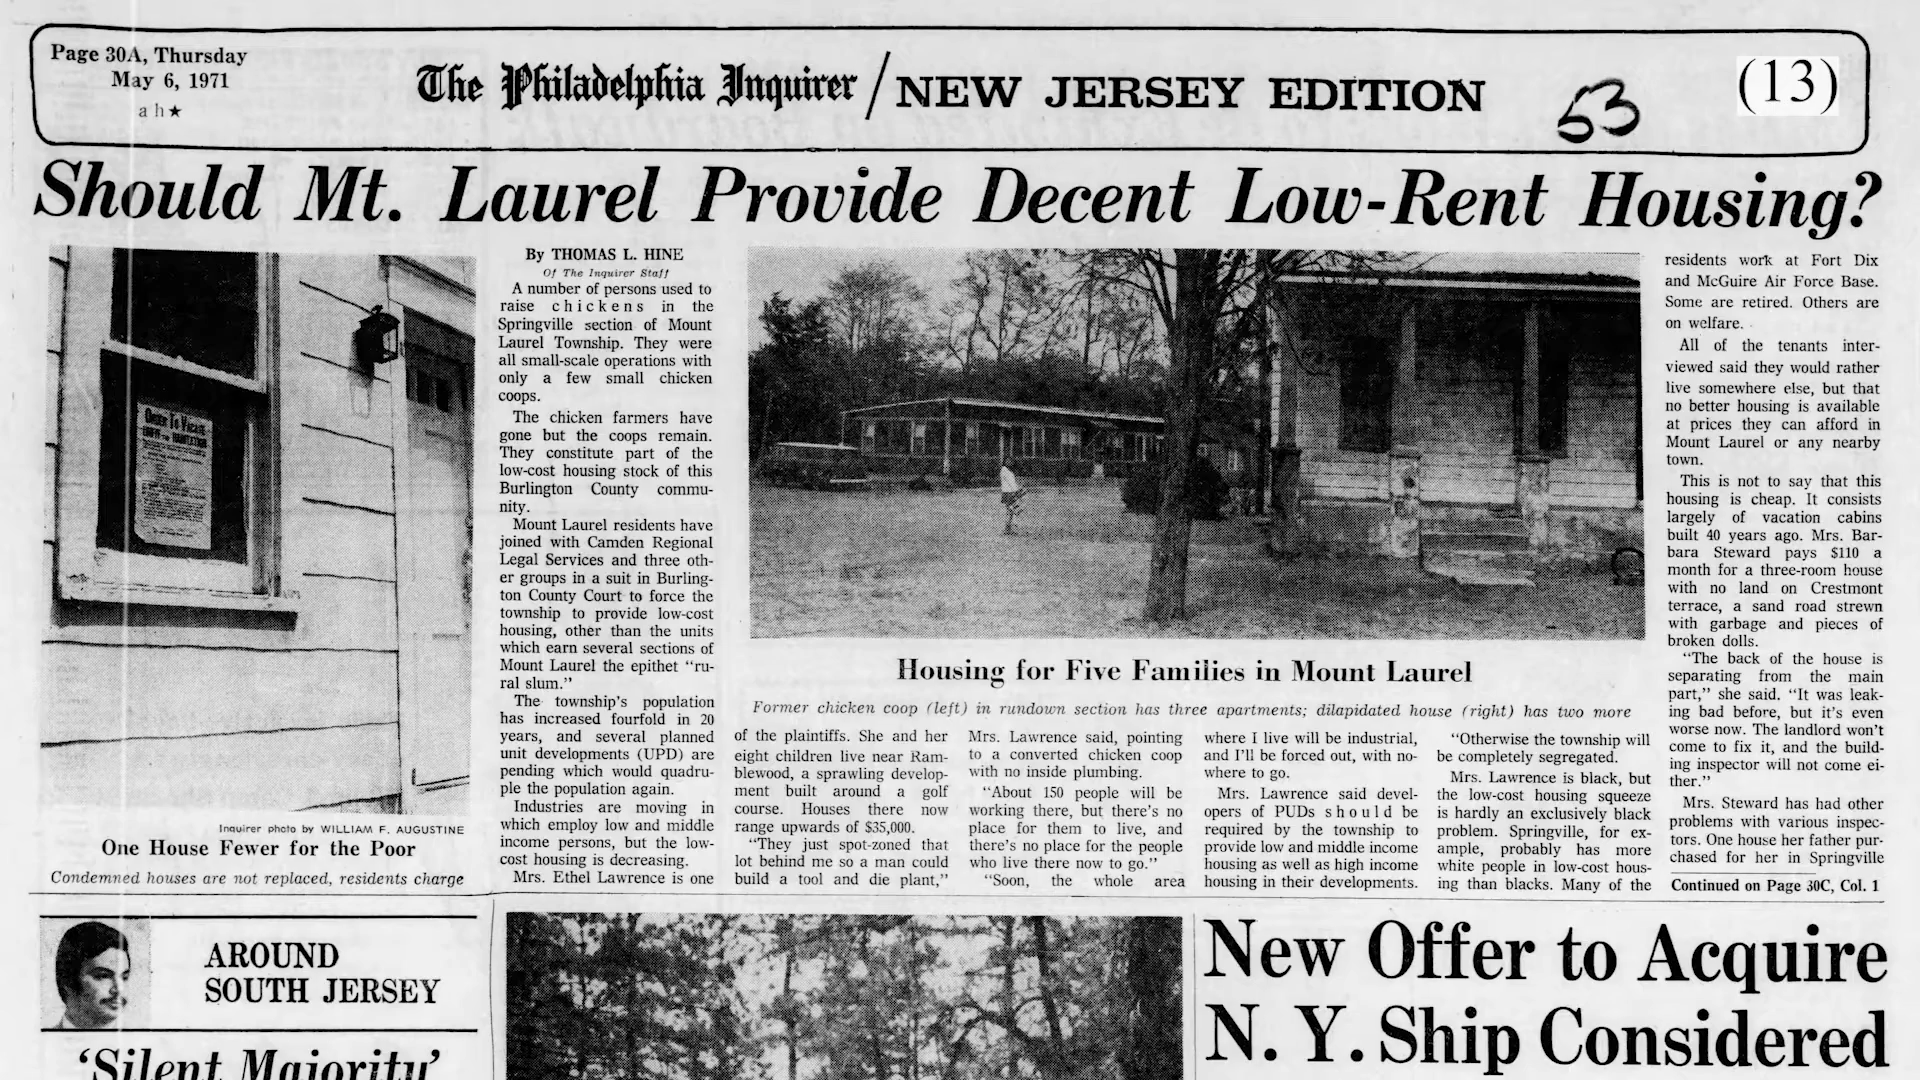 Page 30A, Thursday
May 6, 1971
a h★
The Philadelphia Inquirer / NEW JERSEY EDITION
53
(13)
Should Mt. Laurel Provide Decent Low-Rent Housing?
Order To Vacate
Inquirer photo by WILLIAM F. AUGUSTINE
One House Fewer for the Poor
Condemned houses are not replaced, residents charge
By THOMAS L. HINE
Of The Inquirer Staff
A number of persons used to
raise chickens in the
Springville section of Mount
Laurel Township. They were
all small-scale operations with
only a few small chicken
coops.
The chicken farmers have
gone but the coops remain.
They constitute part of the
low-cost housing stock of this
Burlington County commu-
nity.
Mount Laurel residents have
joined with Camden Regional
Legal Services and three oth-
er groups in a suit in Burling-
ton County Court to force the
township to provide low-cost
housing, other than the units
which earn several sections of
Mount Laurel the epithet "ru-
ral slum."
The township's population
has increased fourfold in 20
years, and several planned
unit developments (UPD) are
pending which would quadru-
ple the population again.
Industries are moving in
which employ low and middle
income persons, but the low-
cost housing is decreasing.
Mrs. Ethel Lawrence is one
Housing for Five Families in Mount Laurel
Former chicken coop (left) in rundown section has three apartments; dilapidated house (right) has two more
of the plaintiffs. She and her
eight children live near Ram-
blewood, a sprawling develop-
ment built around a golf
course. Houses there now
range upwards of $35,000.
"They just spot-zoned that
lot behind me so a man could
build a tool and die plant,"
Mrs. Lawrence said, pointing
to a converted chicken coop
with no inside plumbing.
"About 150 people will be
working there, but there's no
place for them to live, and
there's no place for the people
who live there now to go."
"Soon, the whole area
where I live will be industrial,
and I'll be forced out, with no-
where to go.
Mrs. Lawrence said devel-
opers of PUDs should be
required by the township to
provide low and middle income
housing as well as high income
housing in their developments.
"Otherwise the township will
be completely segregated.
Mrs. Lawrence is black, but
the low-cost housing squeeze
is hardly an exclusively black
problem. Springville, for ex-
ample, probably has more
white people in low-cost hous-
ing than blacks. Many of the
residents work at Fort Dix
and McGuire Air Force Base.
Some are retired. Others are
on welfare.
All of the tenants inter-
viewed said they would rather
live somewhere else, but that
no better housing is available
at prices they can afford in
Mount Laurel or any nearby
town.
This is not to say that this
housing is cheap. It consists
largely of vacation cabins
built 40 years ago. Mrs. Bar-
bara Steward pays $110 a
month for a three-room house
with no land on Crestmont
terrace, a sand road strewn
with garbage and pieces of
broken dolls.
"The back of the house is
separating from the main
part," she said. "It was leak-
ing bad before, but it's even
worse now. The landlord won't
come to fix it, and the build-
ing inspector will not come ei-
ther."
Mrs. Steward has had other
problems with various inspec-
tors. One house her father pur-
chased for her in Springville
Continued on Page 30C, Col. 1
AROUND
SOUTH JERSEY
'Silent Majority'
New Offer to Acquire
N. Y. Ship Considered